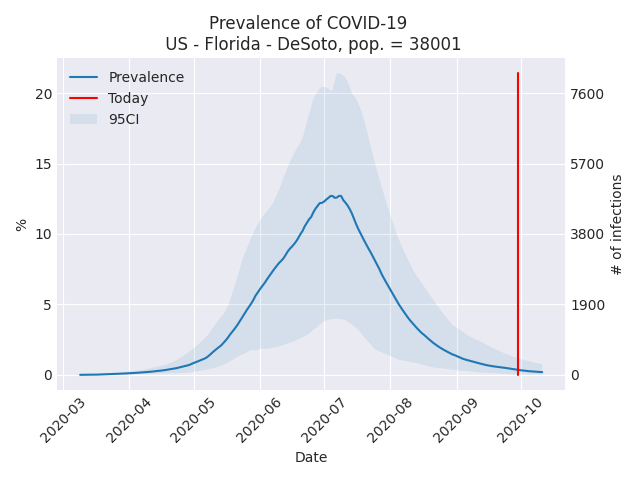 Prevalence of COVID-19
US - Florida - DeSoto, pop. = 38001
Prevalence
Today
95CI
20
15
10
5
0
%
7600
5700
3800
1900
0
# of infections
2020-03
2020-04
2020-05
2020-06
2020-07
2020-08
2020-09
2020-10
Date